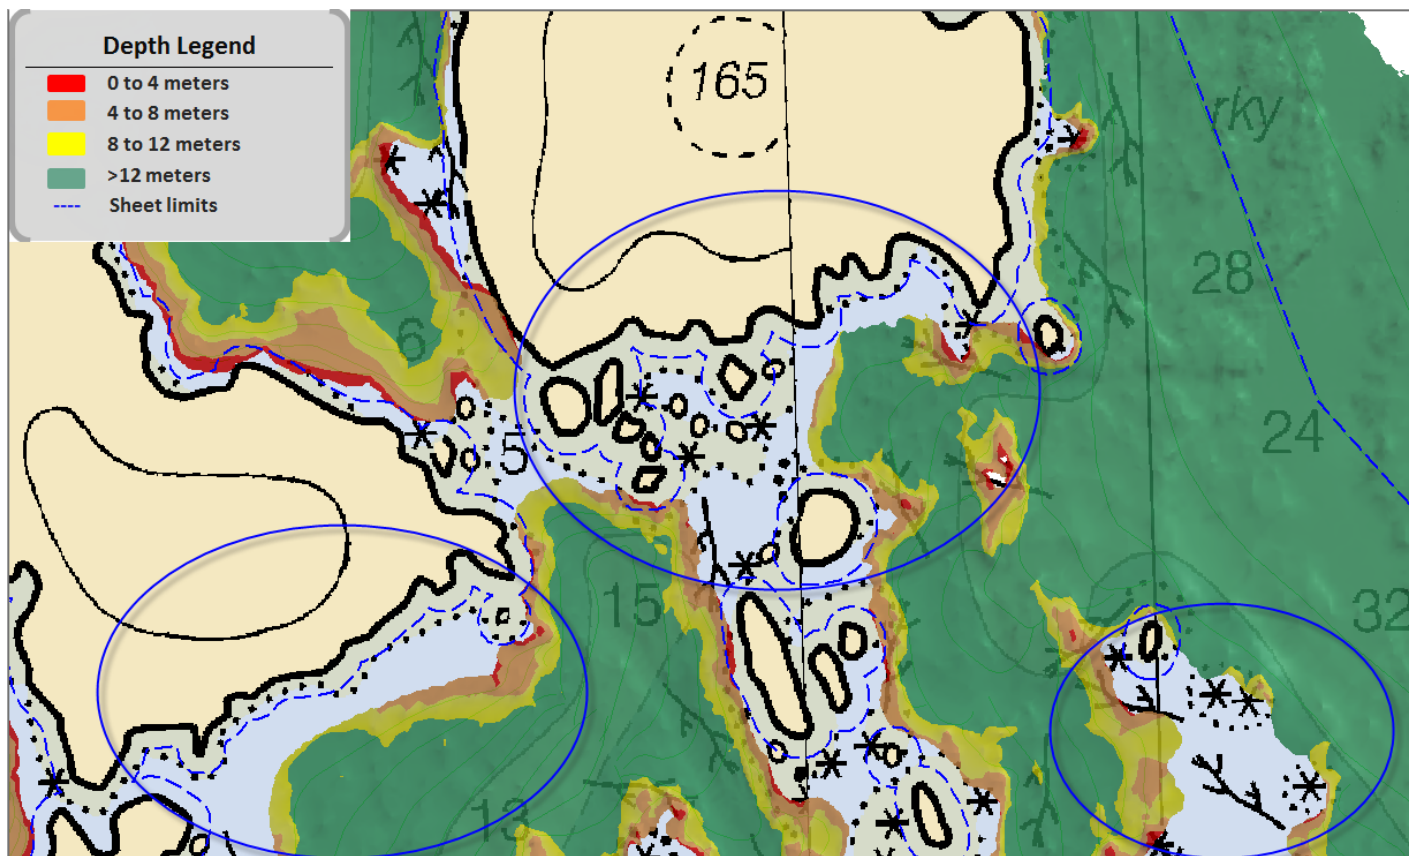 Depth Legend
0 to 4 meters
4 to 8 meters
8 to 12 meters
>12 meters
Sheet limits
165
rky
28
6
24
5
15
32
13